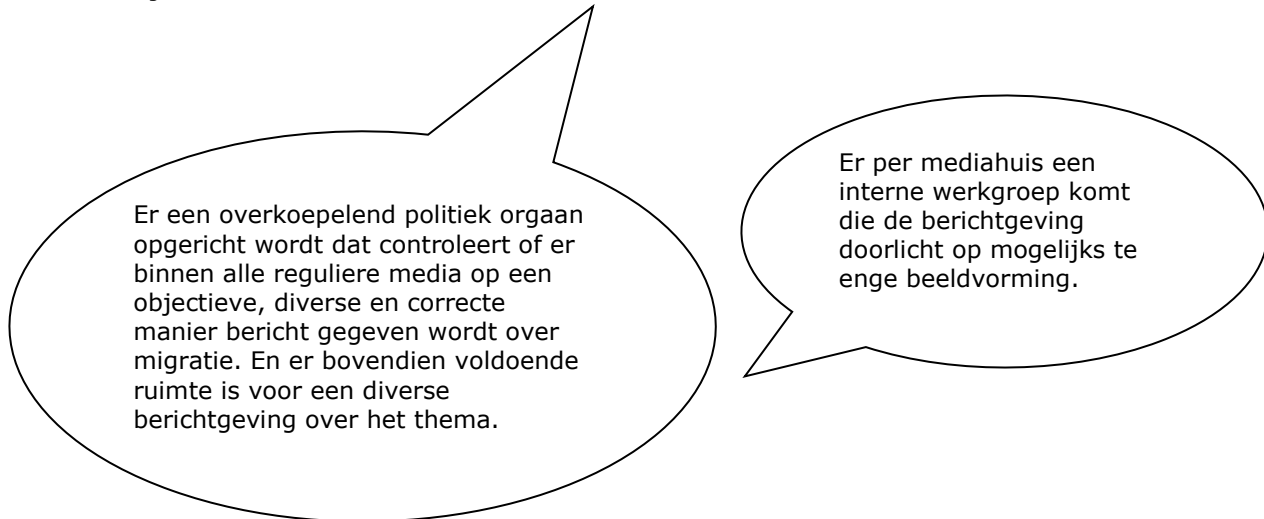 Er een overkoepelend politiek orgaan
opgericht wordt dat controleert of er
binnen alle reguliere media op een
objectieve, diverse en correcte
manier bericht gegeven wordt over
migratie. En er bovendien voldoende
ruimte is voor een diverse
berichtgeving over het thema.
Er per mediahuis een
interne werkgroep komt
die de berichtgeving
doorlicht op mogelijks te
enge beeldvorming.